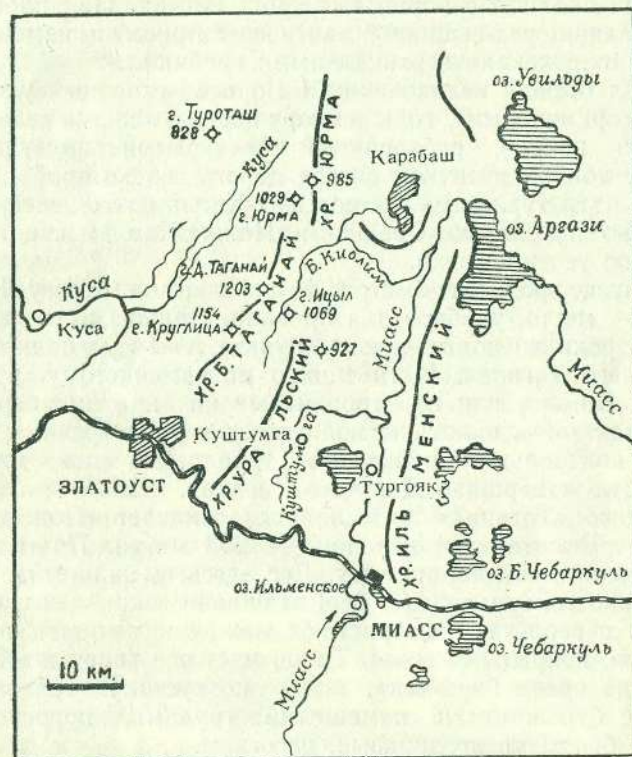 оз. Увильды
г. Туроташ
828
ХР. ЮРМА
Карабаш
985
1029
г. Юрма
Куса
оз. Аргази
Б. Киолим
г. Д. ТАГАНАЙ
1203
г. Ицыл
1069
Куса
Куса
1154
г. Круглица
ХР. Б. ТАГАНАЙ
927
Миасс
Миасс
ХР. УРАЛЬСКИЙ
ХР. ИЛЬМЕНСКИЙ
Куштумга
Куштумога
ЗЛАТОУСТ
Тургояк
оз. Б. Чебаркуль
оз. Ильменское
МИАСС
оз. Чебаркуль
Миасс
10 км.